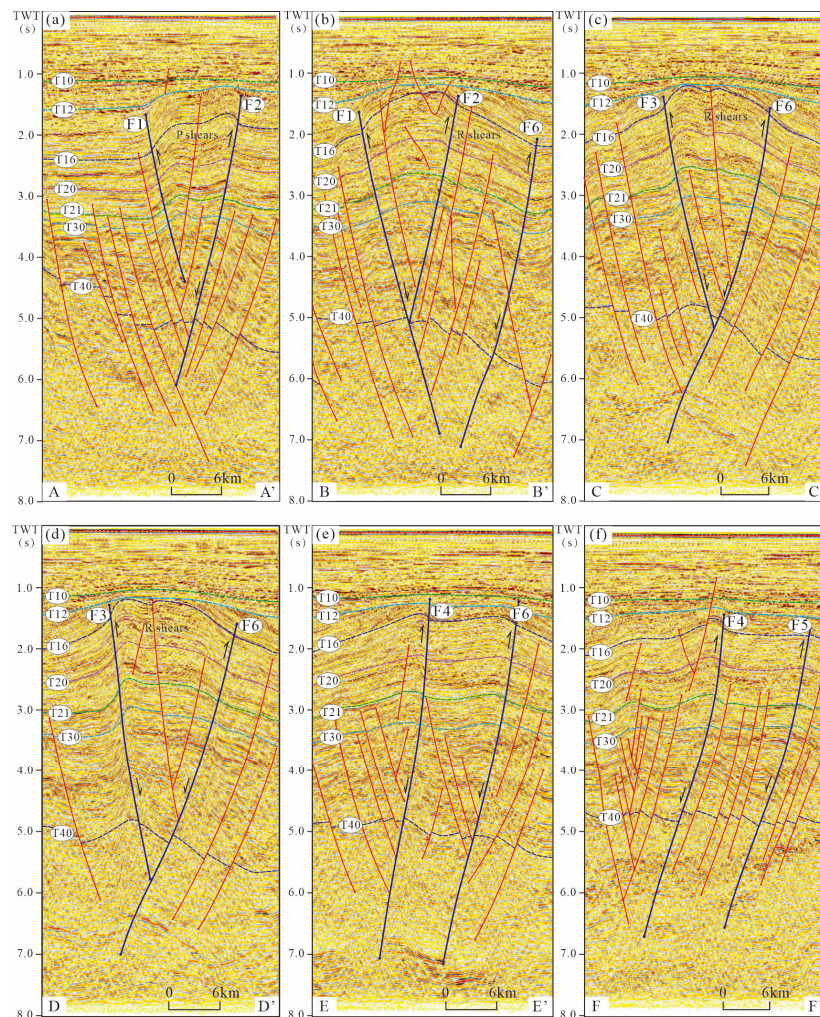 TWT (a) (b) TWT (c)
(s) (s)
T10 T10 T10
1.0 1.0 1.0
T12 F2 T12 F2 T12 F3 F6
F1 P shears F1 R shears F6 R shears
2.0 2.0 2.0
T16 T16 T16
T20 T20 T20
3.0 3.0 3.0
T21 T21 T21
T30 T30 T30
4.0 4.0 4.0
T40
5.0 T40 5.0 T40 5.0
6.0 6.0 6.0
7.0 7.0 7.0
0 6km 0 6km 0 6km
8.0 A A' 8.0 B B' 8.0 C C
TWT (d) TWT (e) TWT (f)
(s) (s) (s)
1.0 T10 1.0 T10 1.0 T10
T12 F3 T12 F4 F6 T12
R shears F6 F4 F5
2.0 T16 2.0 T16 2.0 T16
T20 T20 T20
3.0 T21 3.0 T21 3.0 T21
T30 T30 T30
4.0 4.0 4.0
5.0 T40 5.0 T40 5.0 T40
6.0 6.0 6.0
7.0 7.0 7.0
0 6km 0 6km 0 6km
8.0 D D' 8.0 E E' 8.0 F F